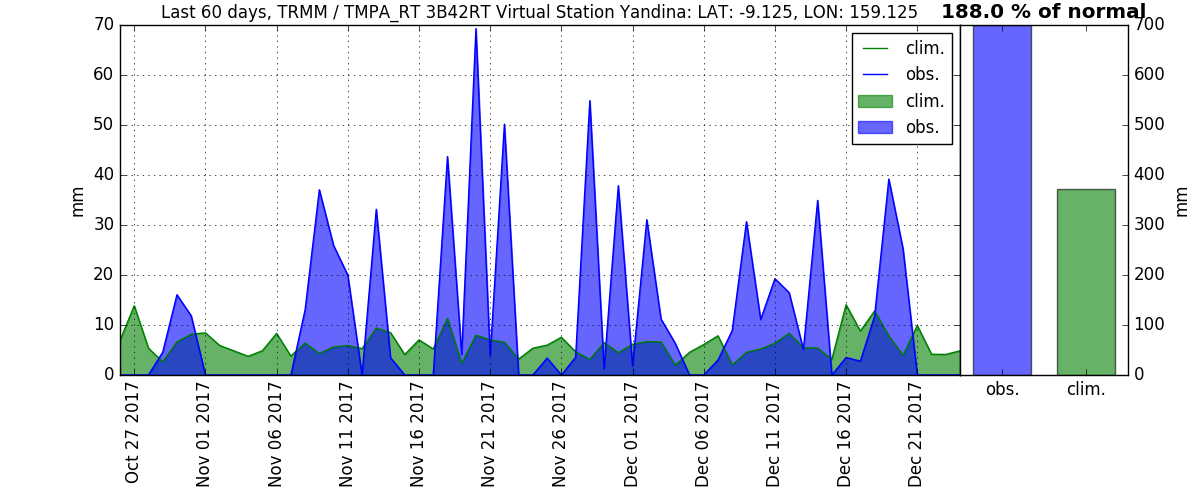 Last 60 days, TRMM / TMPA_RT 3B42RT Virtual Station Yandina: LAT: -9.125, LON: 159.125
188.0 % of normal
70
60
50
40
30
20
10
0
mm
clim.
obs.
clim.
obs.
Oct 27 2017
Nov 01 2017
Nov 06 2017
Nov 11 2017
Nov 16 2017
Nov 21 2017
Nov 26 2017
Dec 01 2017
Dec 06 2017
Dec 11 2017
Dec 16 2017
Dec 21 2017
700
600
500
400
300
200
100
0
mm
obs.
clim.